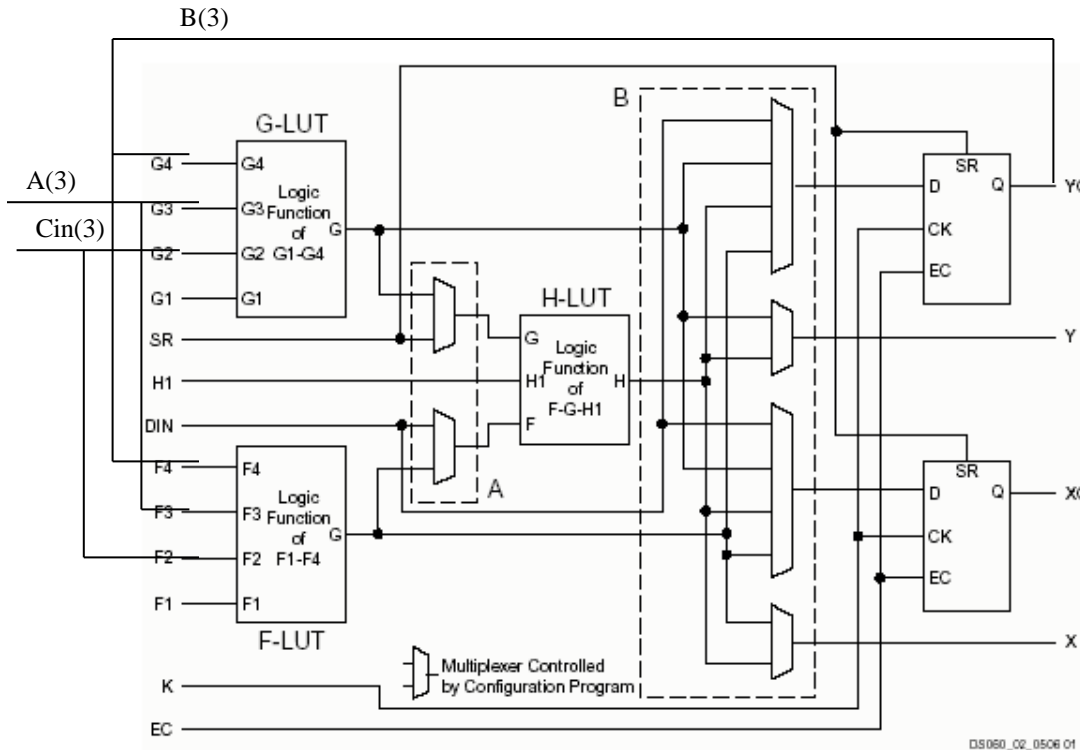 B(3)
B
G-LUT
SR
G4
G4
D
Q
YQ
A(3)
Logic
Function
of
G1-G4
G3
G3
G
CK
Cin(3)
G2
G2
EC
G1
G1
H-LUT
SR
G
Logic
Function
of
F-G-H1
Y
H1
H1
H
DIN
F
F4
F4
SR
Logic
Function
of
F1-F4
A
F3
F3
G
D
Q
F2
F2
CK
F1
F1
EC
F-LUT
X
Multiplexer Controlled
by Configuration Program
K
EC
DS060_02_0506 01